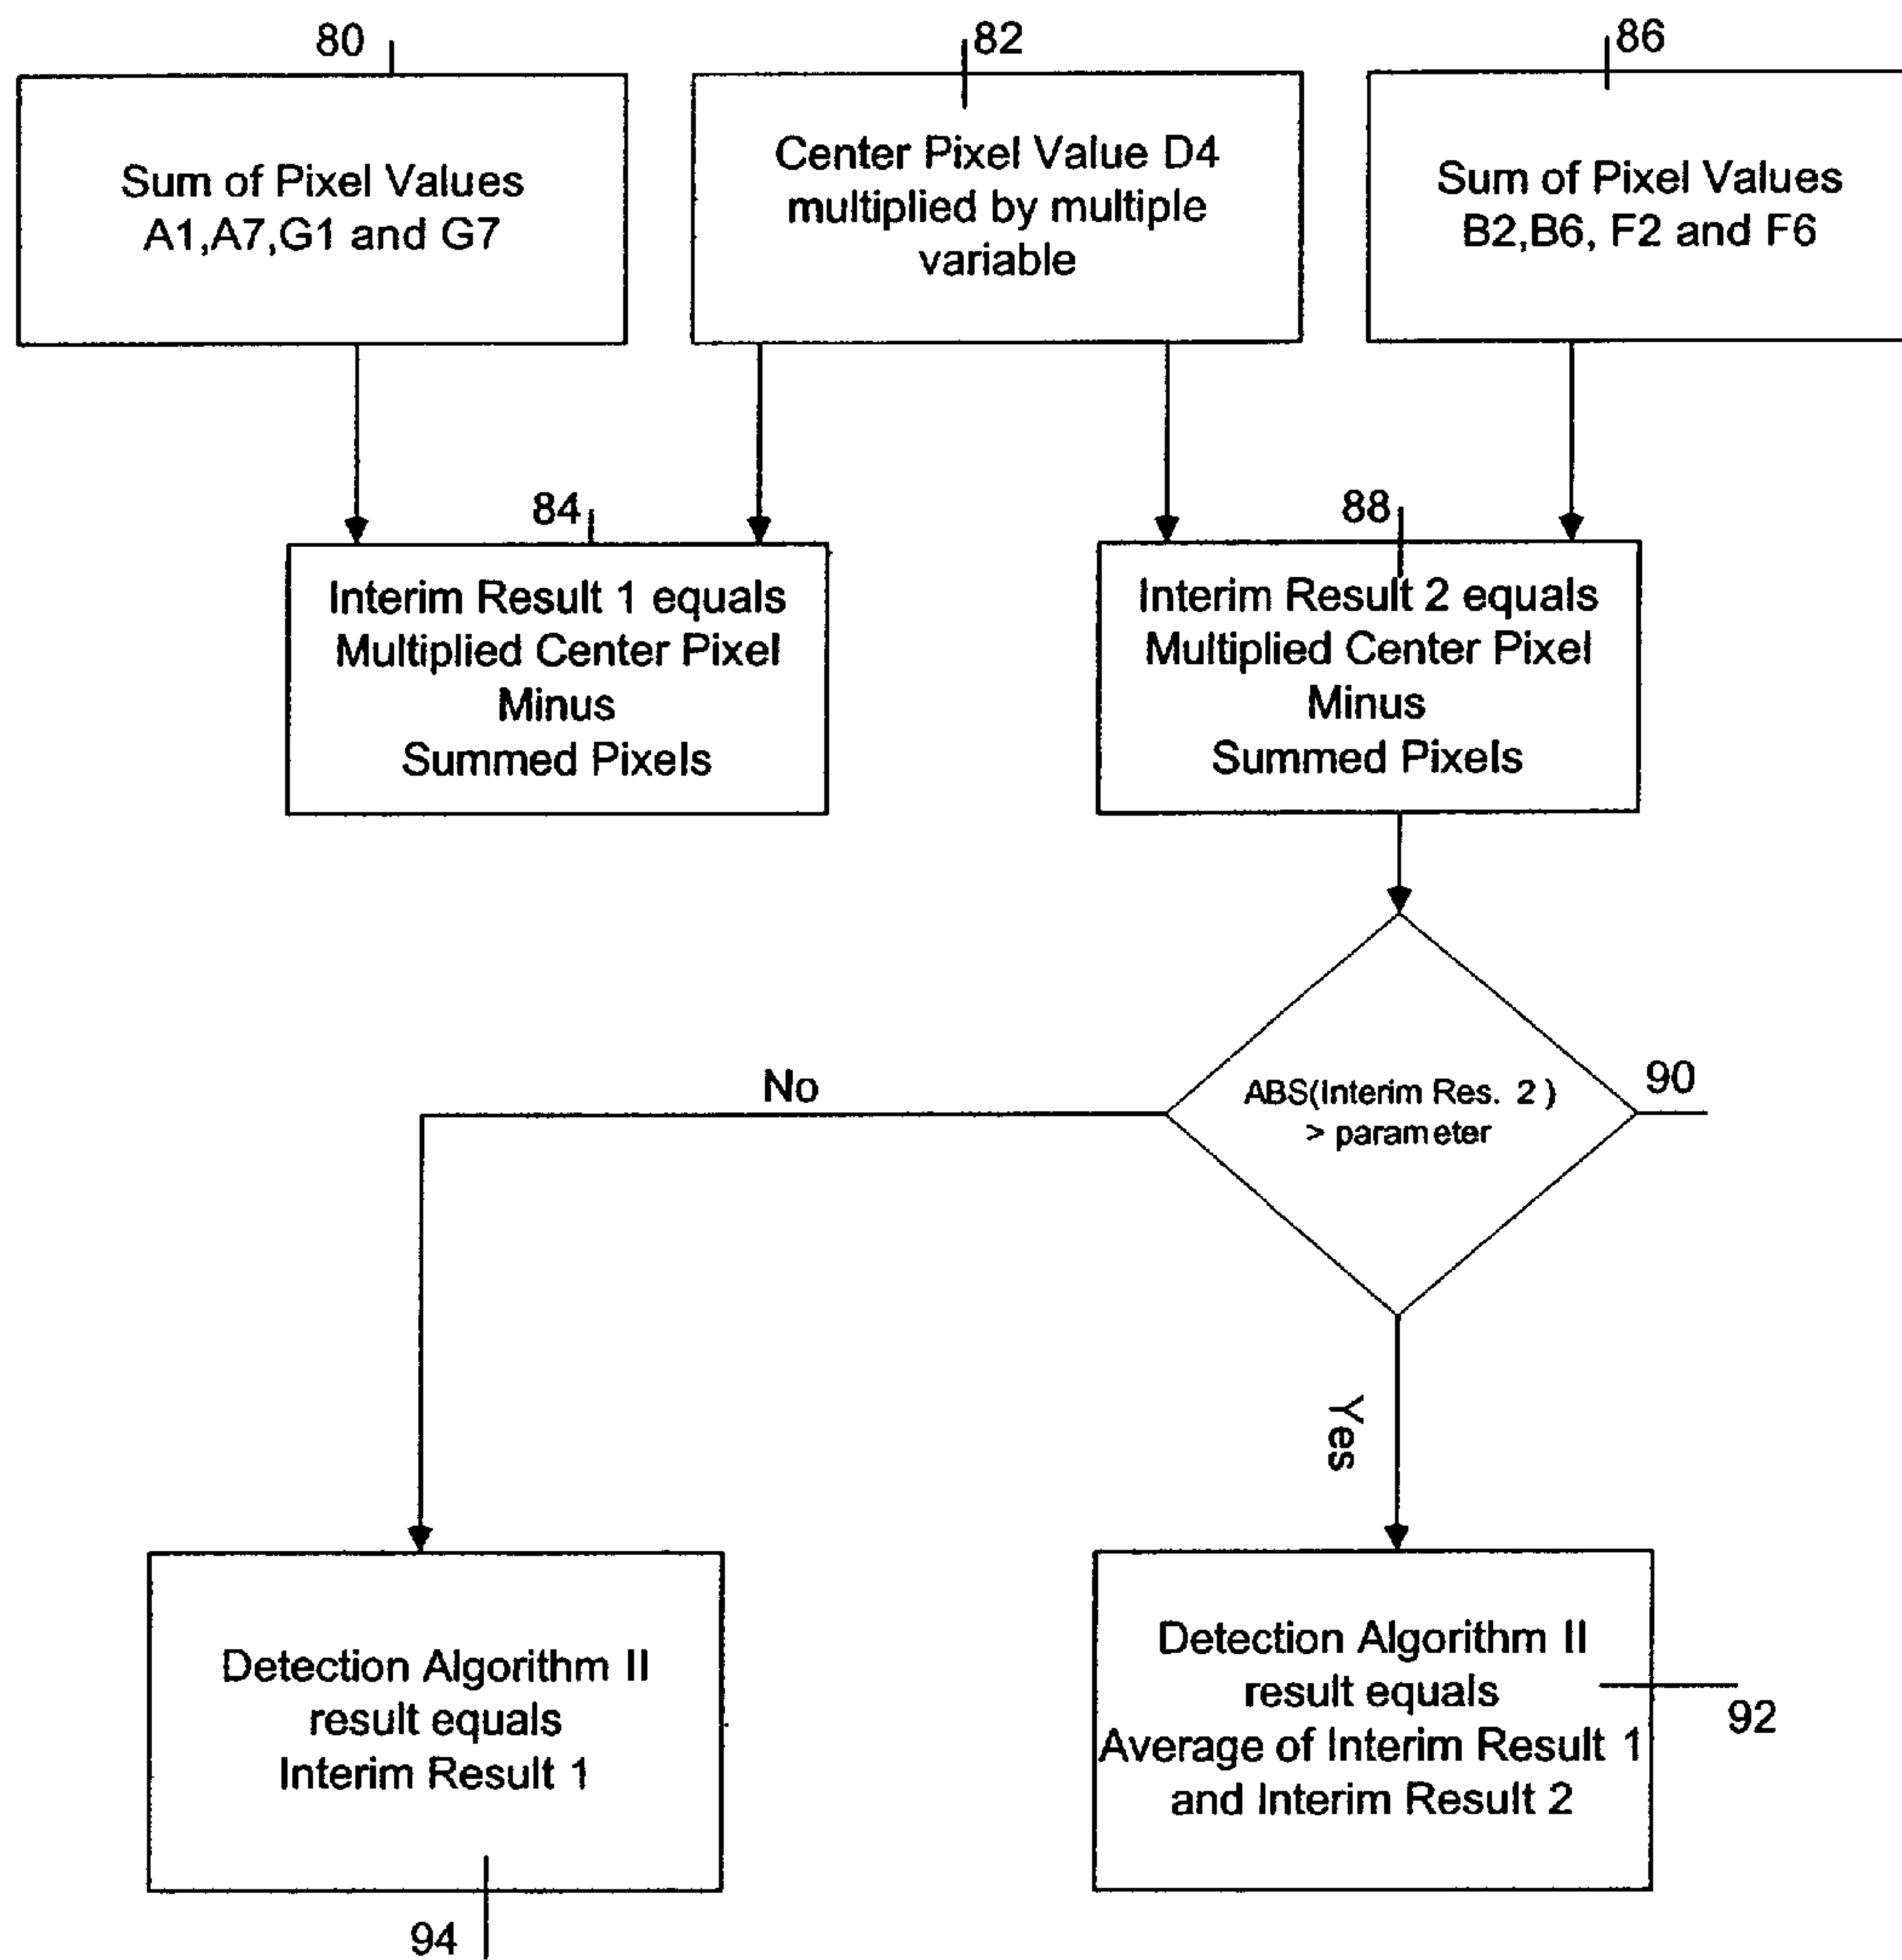 80
82
86
Sum of Pixel Values
A1,A7,G1 and G7
Center Pixel Value D4
multiplied by multiple
variable
Sum of Pixel Values
B2,B6, F2 and F6
84
88
Interim Result 1 equals
Multiplied Center Pixel
Minus
Summed Pixels
Interim Result 2 equals
Multiplied Center Pixel
Minus
Summed Pixels
ABS(Interim Res. 2 )
> parameter
90
No
Yes
Detection Algorithm II
result equals
Interim Result 1
94
Detection Algorithm II
result equals
Average of Interim Result 1
and Interim Result 2
92